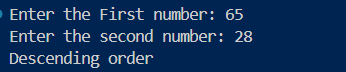 Enter the First number: 65
Enter the second number: 28
Descending order